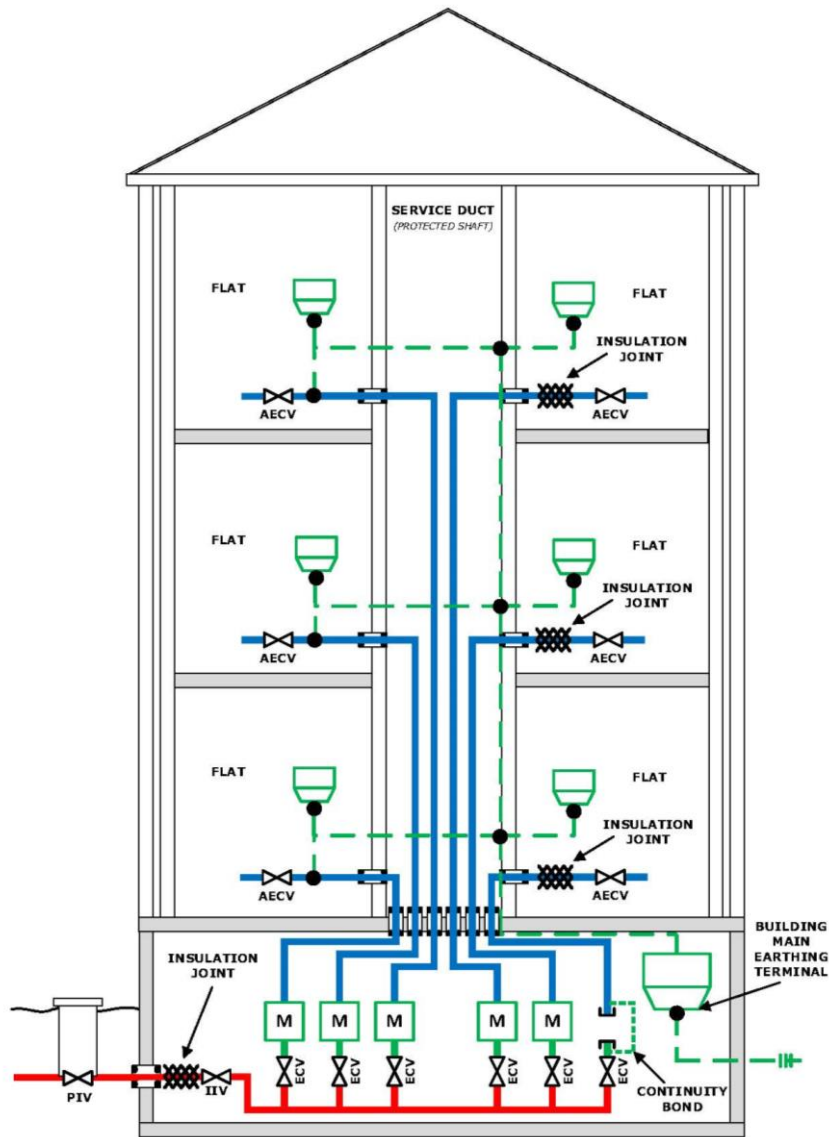 SERVICE DUCT
(PROTECTED SHAFT)
FLAT
FLAT
INSULATION
JOINT
AECV
AECV
FLAT
FLAT
INSULATION
JOINT
AECV
AECV
FLAT
FLAT
INSULATION
JOINT
AECV
AECV
BUILDING
MAIN
EARTHING
TERMINAL
INSULATION
JOINT
M
M
M
M
M
PIV
IIV
ECV
ECV
ECV
ECV
ECV
ECV
CONTINUITY
BOND